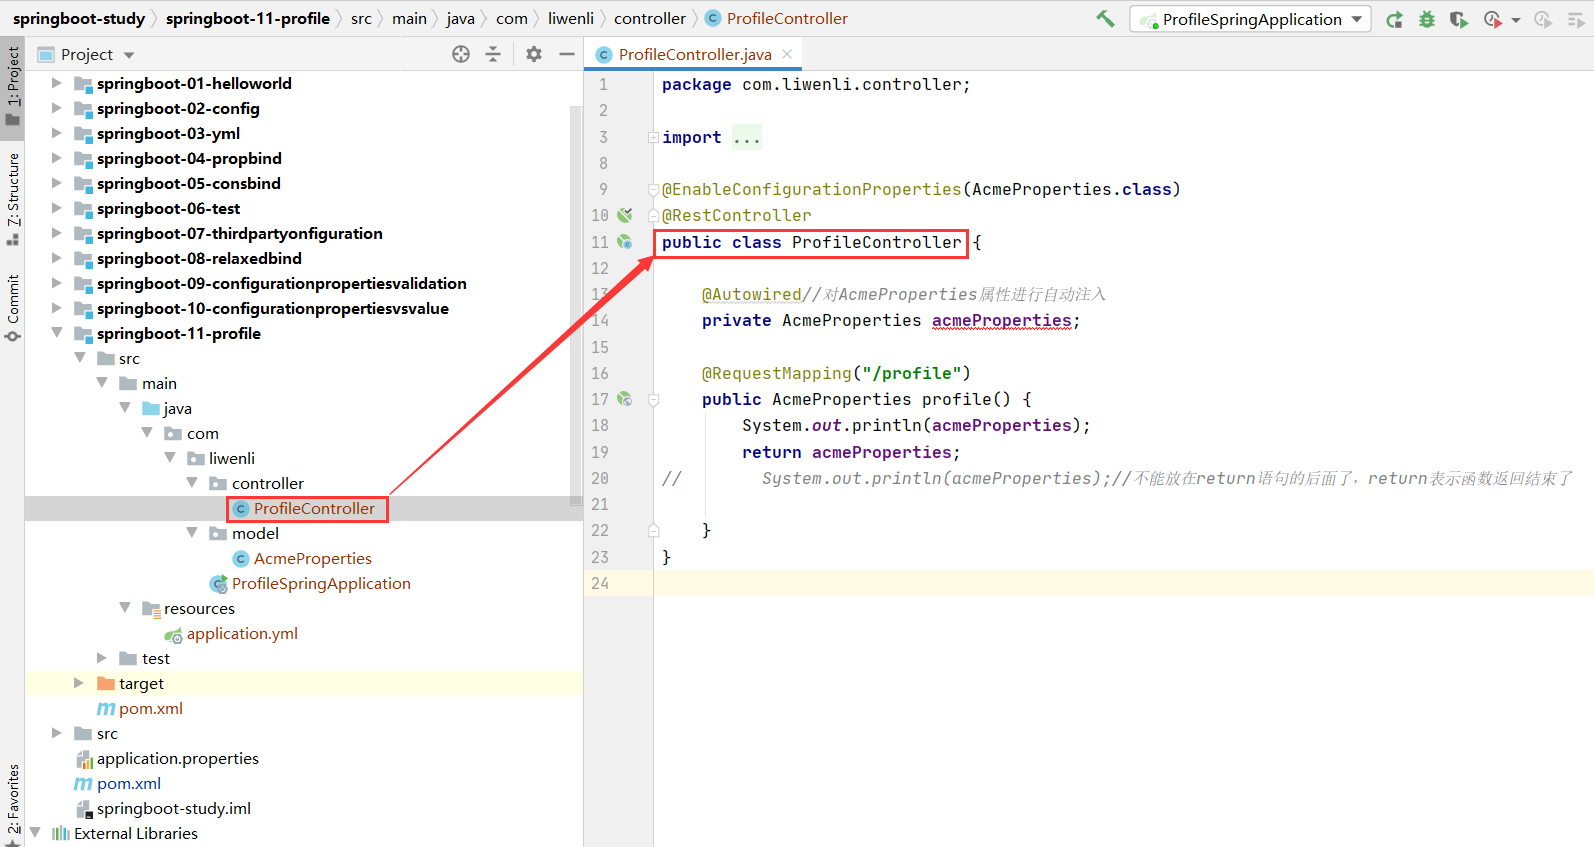 springboot-study springboot-11-profile src main java com liwenli controller ProfileController
ProfileSpringApplication
Project
ProfileController.java
1: Project
Z: Structure
Commit
2: Favorites
springboot-01-helloworld
springboot-02-config
springboot-03-yml
springboot-04-propbind
springboot-05-consbind
springboot-06-test
springboot-07-thirdpartyonfiguration
springboot-08-relaxedbind
springboot-09-configurationpropertiesvalidation
springboot-10-configurationpropertiesvsvalue
springboot-11-profile
src
main
java
com
liwenli
controller
ProfileController
model
AcmeProperties
ProfileSpringApplication
resources
application.yml
test
target
pom.xml
src
application.properties
pom.xml
springboot-study.iml
External Libraries
1 package com.liwenli.controller;
2
3 import ...
8
9 @EnableConfigurationProperties(AcmeProperties.class)
10 @RestController
11 public class ProfileController {
12
13 @Autowired//对AcmeProperties属性进行自动注入
14 private AcmeProperties acmeProperties;
15
16 @RequestMapping("/profile")
17 public AcmeProperties profile() {
18 System.out.println(acmeProperties);
19 return acmeProperties;
20 // System.out.println(acmeProperties);//不能放在return语句的后面了，return表示函数返回结束了
21
22 }
23 }
24